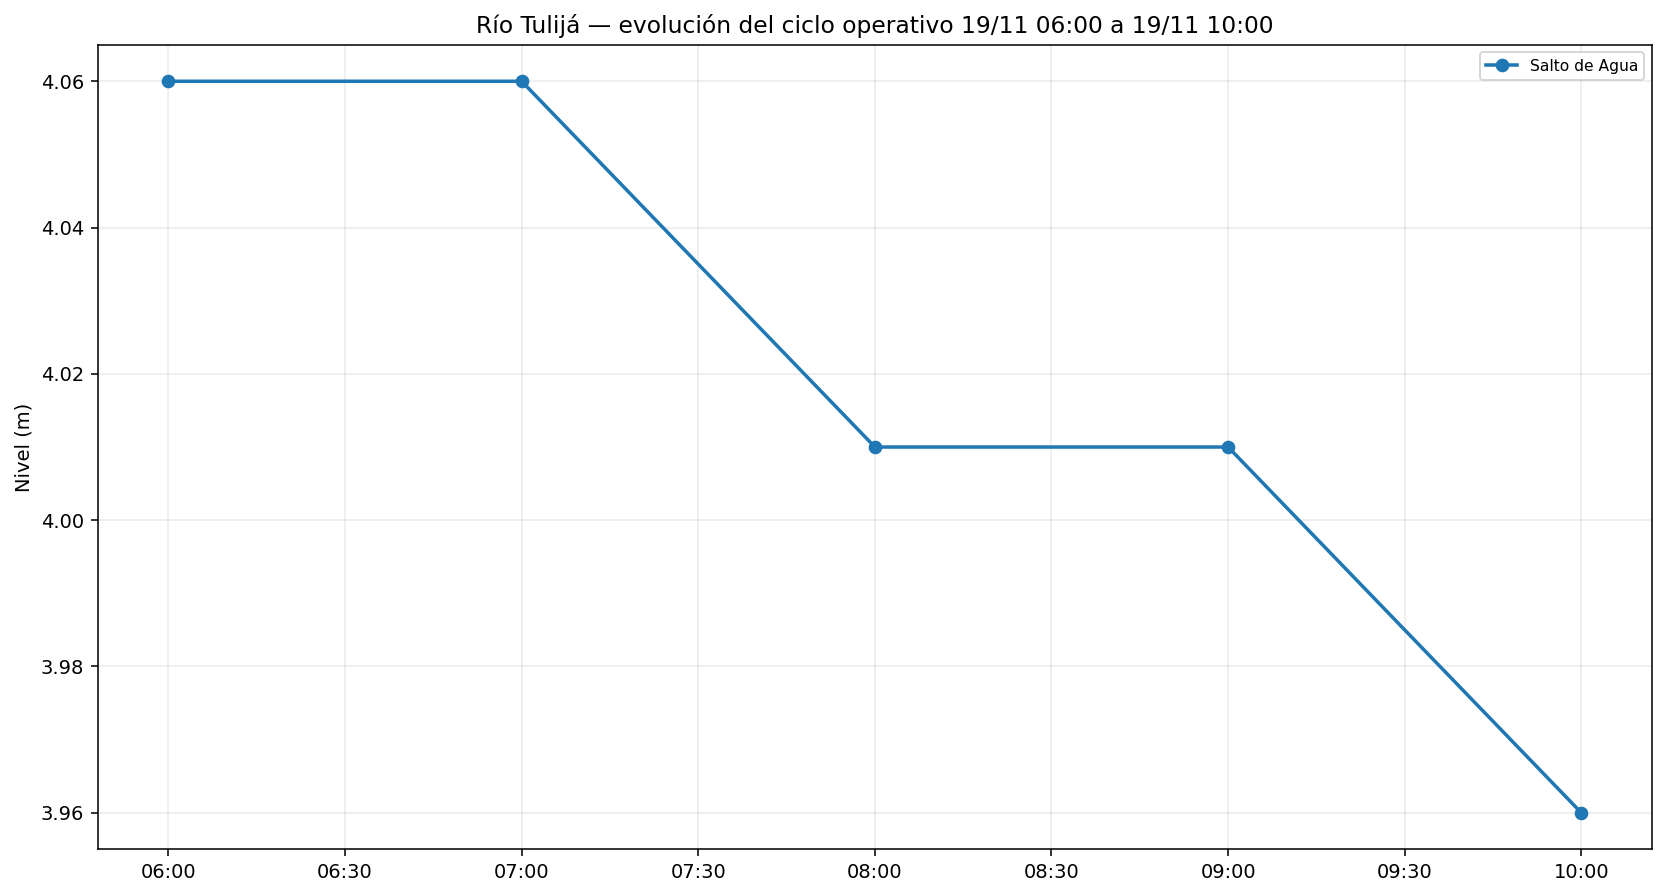 Río Tulijá — evolución del ciclo operativo 19/11 06:00 a 19/11 10:00
Salto de Agua
Nivel (m)
4.06
4.04
4.02
4.00
3.98
3.96
06:00 06:30 07:00 07:30 08:00 08:30 09:00 09:30 10:00